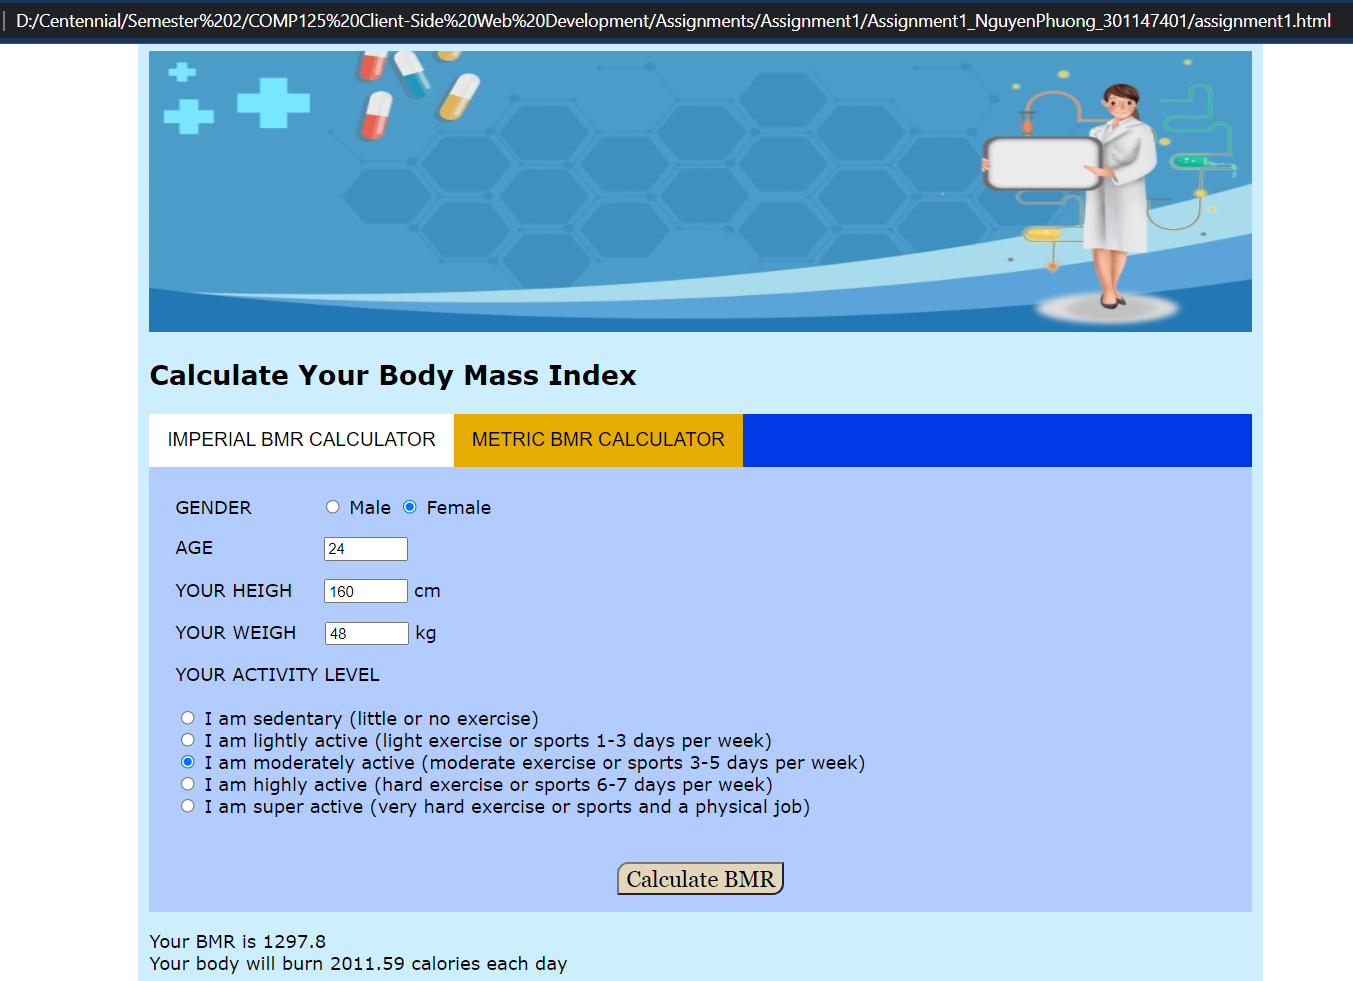 D:/Centennial/Semester%202/COMP125%20Client-Side%20Web%20Development/Assignments/Assignment1/Assignment1_NguyenPhuong_301147401/assignment1.html
Calculate Your Body Mass Index
IMPERIAL BMR CALCULATOR METRIC BMR CALCULATOR
GENDER Male Female
AGE 24
YOUR HEIGH 160 cm
YOUR WEIGH 48 kg
YOUR ACTIVITY LEVEL
I am sedentary (little or no exercise)
I am lightly active (light exercise or sports 1-3 days per week)
I am moderately active (moderate exercise or sports 3-5 days per week)
I am highly active (hard exercise or sports 6-7 days per week)
I am super active (very hard exercise or sports and a physical job)
Calculate BMR
Your BMR is 1297.8
Your body will burn 2011.59 calories each day